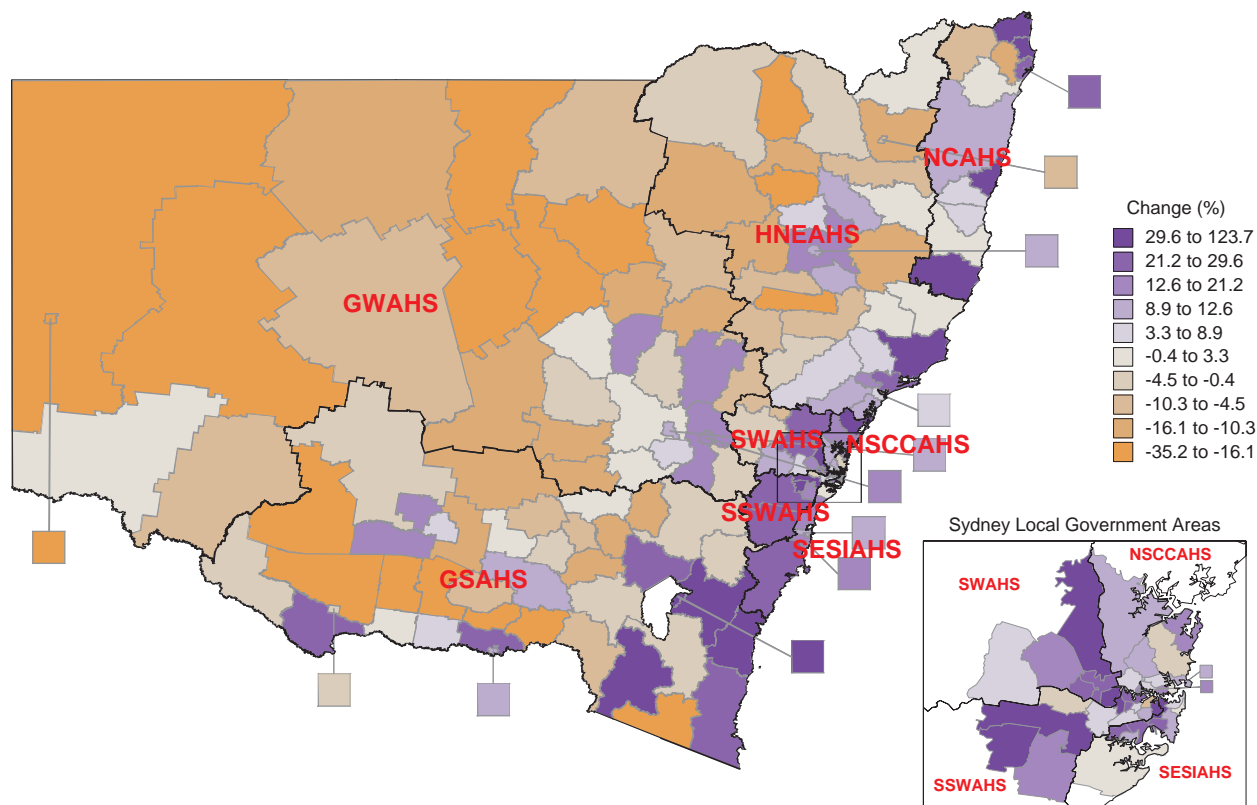 NCAHS
HNEAHS
GWAHS
Change (%)
29.6 to 123.7
21.2 to 29.6
12.6 to 21.2
8.9 to 12.6
3.3 to 8.9
-0.4 to 3.3
-4.5 to -0.4
-10.3 to -4.5
-16.1 to -10.3
-35.2 to -16.1
SWAHS
NSCCAHS
SSWAHS
SESIAHS
GSAHS
Sydney Local Government Areas
NSCCAHS
SWAHS
SSWAHS
SESIAHS